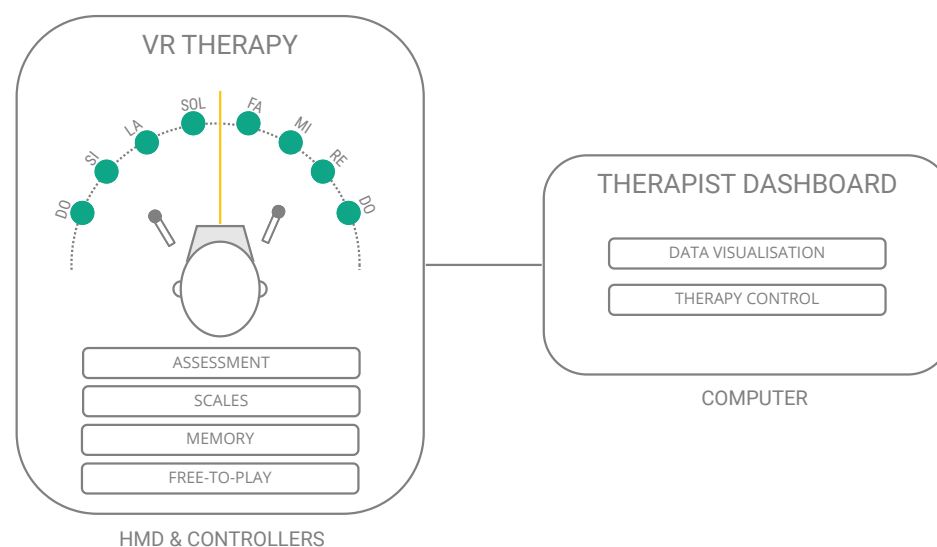 VR THERAPY
DO
SI
LA
SOL
FA
MI
RE
DO
ASSESSMENT
SCALES
MEMORY
FREE-TO-PLAY
HMD & CONTROLLERS
THERAPIST DASHBOARD
DATA VISUALISATION
THERAPY CONTROL
COMPUTER